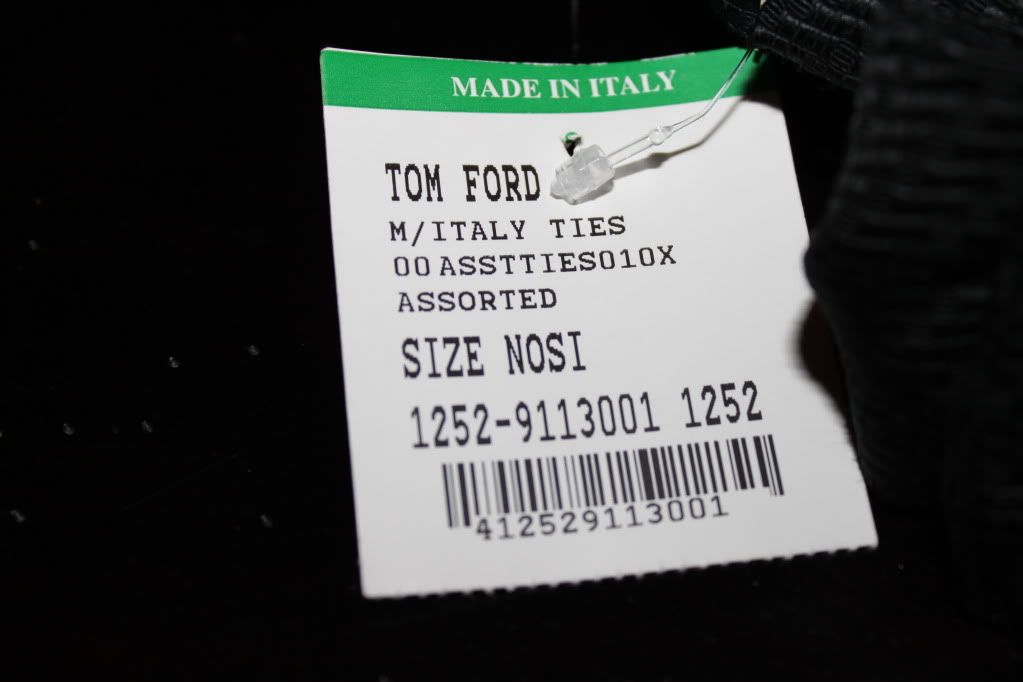 MADE IN ITALY
TOM FORD
M/ITALY TIES
00ASSTTIES010X
ASSORTED
SIZE NOSI
1252-9113001 1252
412529113001